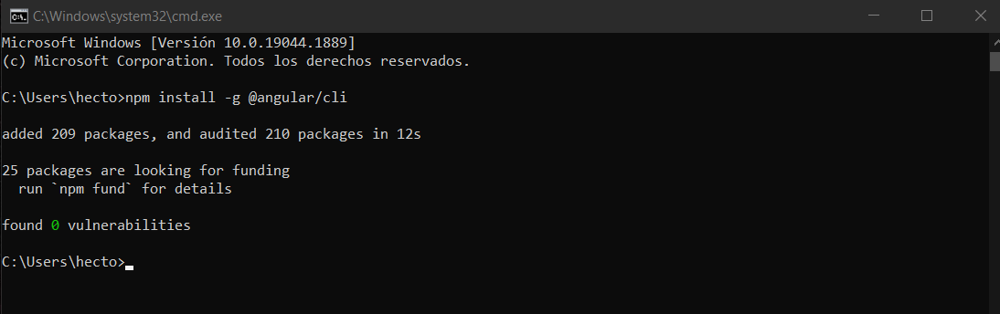 C:\Windows\system32\cmd.exe
Microsoft Windows [Versión 10.0.19044.1889]
(c) Microsoft Corporation. Todos los derechos reservados.
C:\Users\hecto>npm install -g @angular/cli
added 209 packages, and audited 210 packages in 12s
25 packages are looking for funding
  run `npm fund` for details
found 0 vulnerabilities
C:\Users\hecto>